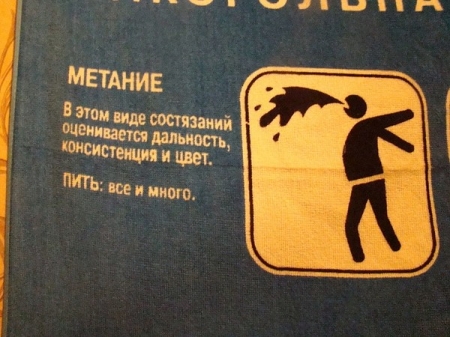 МЕТАНИЕ
В этом виде состязаний
оценивается дальность,
консистенция и цвет.
ПИТЬ: все и много.